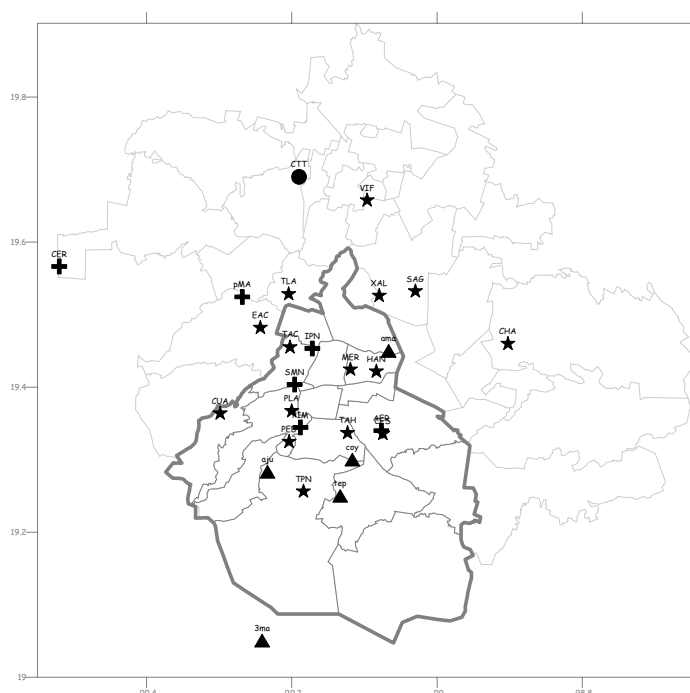 19.8
CTT
VIF
19.6
CER
pMA
TLA
XAL
SAG
EAC
TAC
IPN
ama
CHA
MER
HAN
19.4
SMN
CUA
PLA
TAH
PED
coy
aju
TPN
tep
19.2
3ma
19